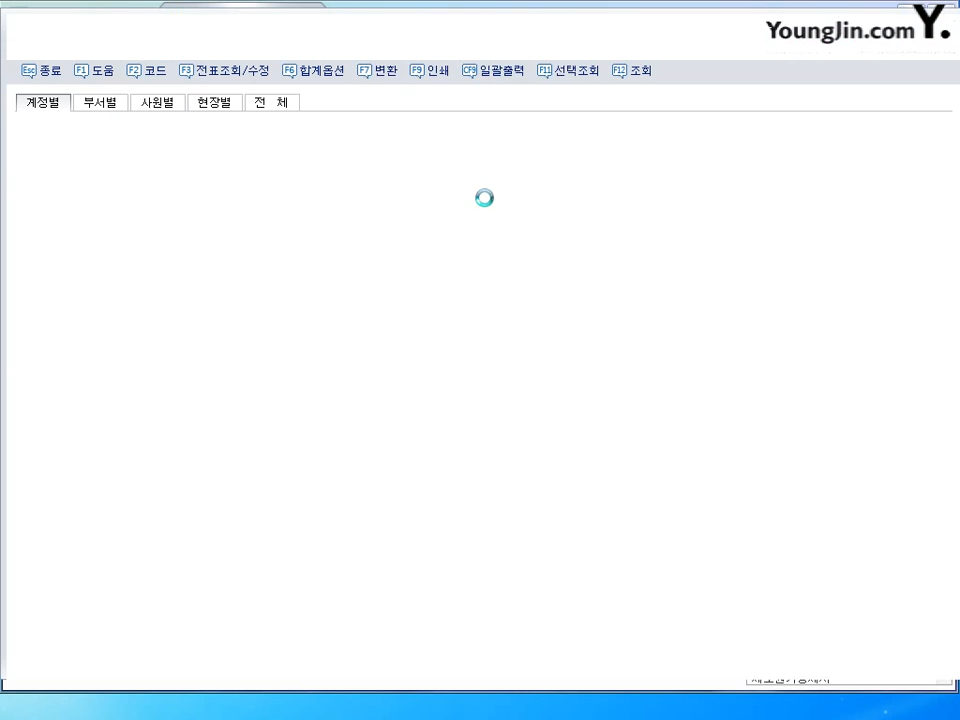 YoungJin.com Y.
Esc 종료 F1 도움 F2 코드 F3 전표조회/수정 F6 합계옵션 F7 변환 F9 인쇄 CF9 일괄출력 F11 선택조회 F12 조회
계정별 부서별 사원별 현장별 전 체